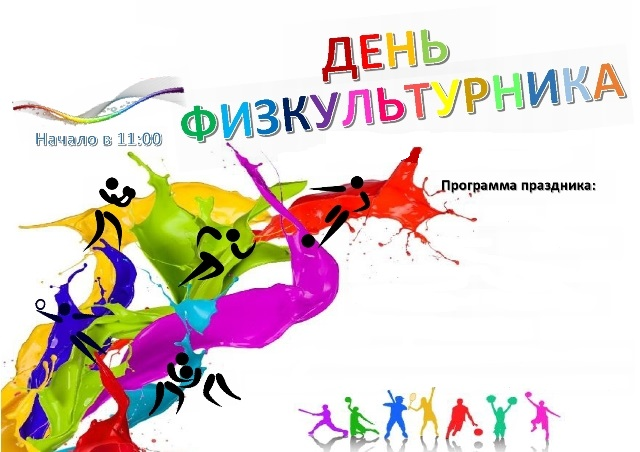 ДЕНЬ
ФИЗКУЛЬТУРНИКА
Начало в 11:00
Программа праздника: